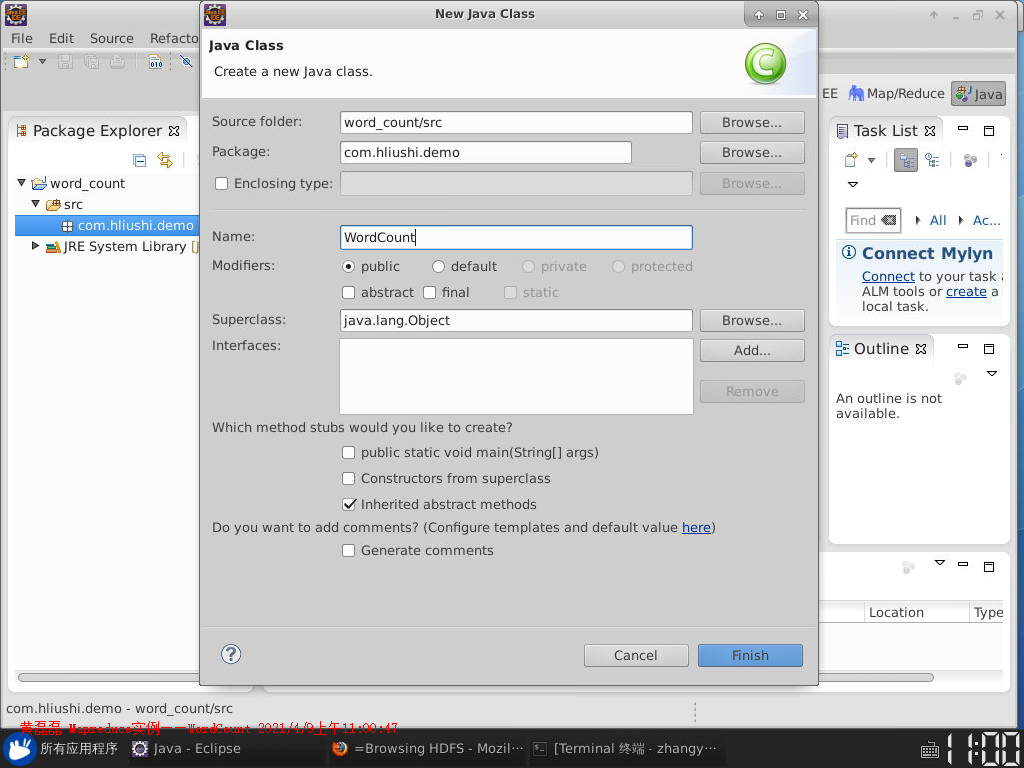 New Java Class
File Edit Source Refacto
Java Class
Create a new Java class.
EE Map/Reduce Java
Package Explorer
word_count
src
com.hliushi.demo
JRE System Library [
Source folder: word_count/src Browse...
Package: com.hliushi.demo Browse...
Enclosing type: Browse...
Name: WordCount
Modifiers: public default private protected
abstract final static
Superclass: java.lang.Object Browse...
Interfaces: Add...
Remove
Which method stubs would you like to create?
public static void main(String[] args)
Constructors from superclass
Inherited abstract methods
Do you want to add comments? (Configure templates and default value here)
Generate comments
? Cancel Finish
Task List
Find All Ac...
Connect Mylyn
Connect to your task
ALM tools or create a
local task.
Outline
An outline is not
available.
Location Type
com.hliushi.demo - word_count/src
黄磊磊 Mapreduce实例——WordCount 2021/4/9上午11:00:47
所有应用程序 Java - Eclipse =Browsing HDFS - Mozil··· [Terminal 终端 - zhangy··· 11:00